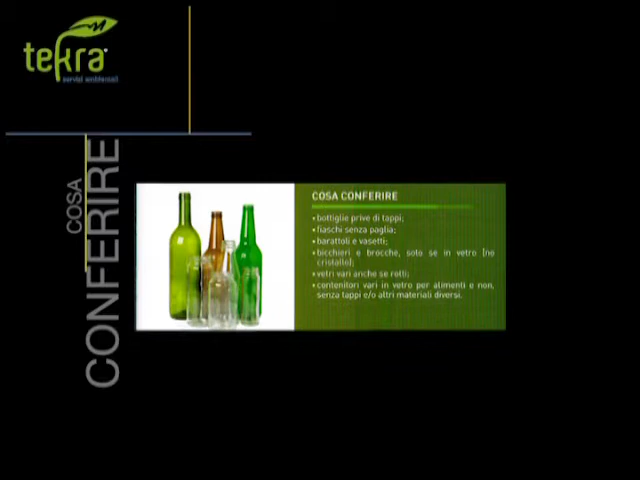 tekra
servizi ambientali
COSA
CONFERIRE
COSA CONFERIRE
• bottiglie prive di tappi;
• fiaschi senza paglia;
• barattoli e vasetti;
• bicchieri e brocche, solo se in vetro [no
cristallo];
• vetri vari anche se rotti;
• contenitori vari in vetro per alimenti e non,
senza tappi e/o altri materiali diversi.